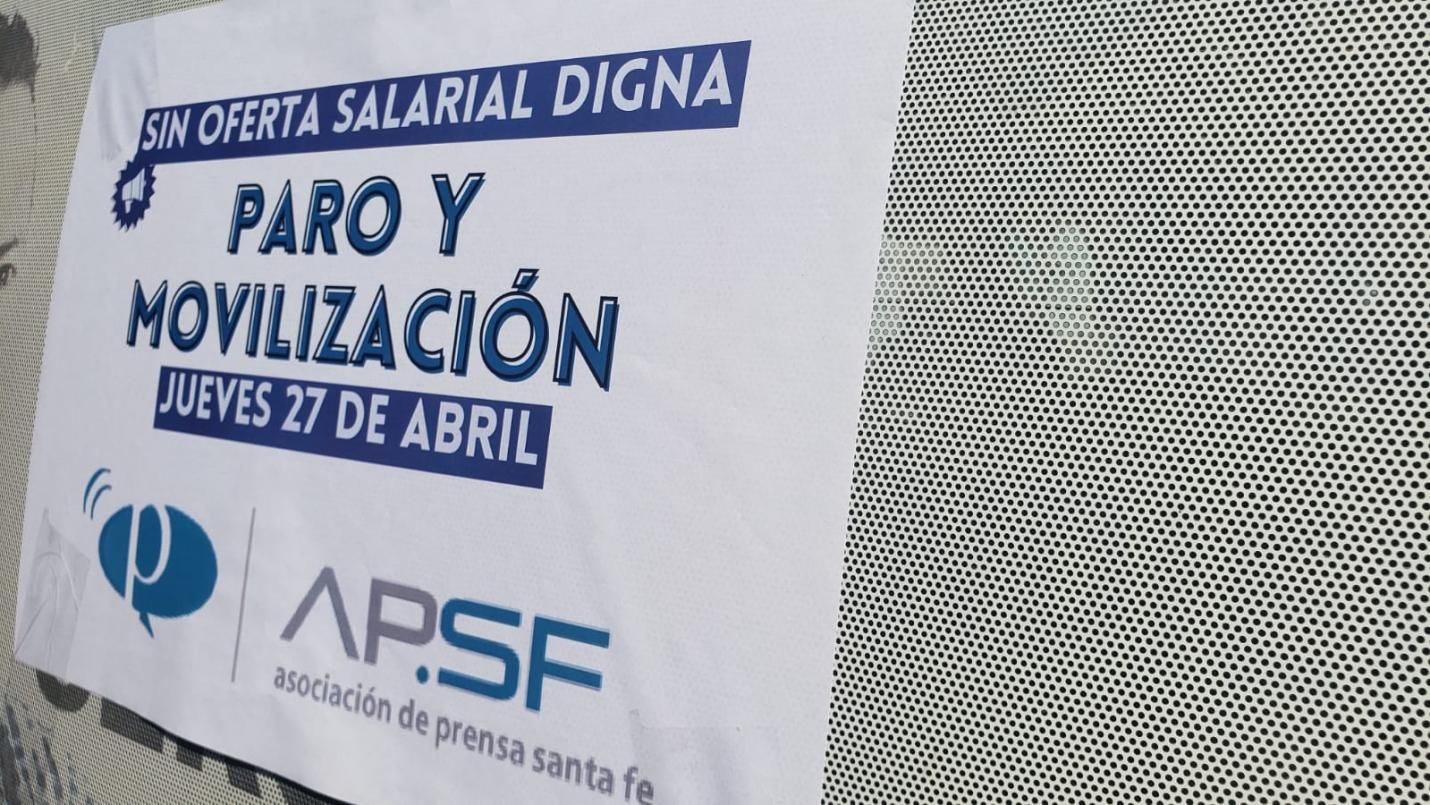 SIN OFERTA SALARIAL DIGNA
PARO Y
MOVILIZACIÓN
JUEVES 27 DE ABRIL
p
AP.SF
asociación de prensa santa fe